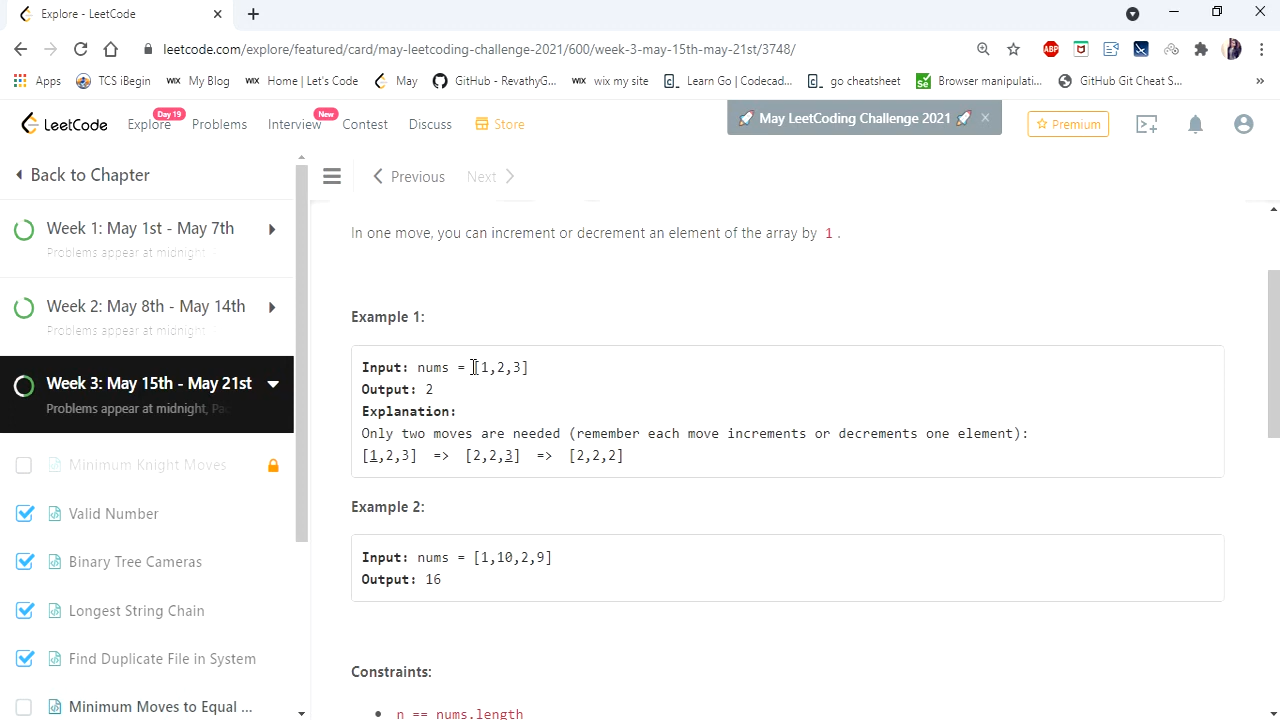 Explore - LeetCode
leetcode.com/explore/featured/card/may-leetcoding-challenge-2021/600/week-3-may-15th-may-21st/3748/
ABP
Apps TCS iBegin WIX My Blog WIX Home | Let's Code May GitHub - RevathyG... WIX wix my site Learn Go | Codecad... go cheatsheet Se Browser manipulati... GitHub Git Cheat S... »
LeetCode Explore Day 19 Problems Interview New Contest Discuss Store May LeetCoding Challenge 2021 Premium
Back to Chapter
Previous Next
Week 1: May 1st - May 7th
Problems appear at midnight
Week 2: May 8th - May 14th
Problems appear at midnight
Week 3: May 15th - May 21st
Problems appear at midnight, Pac
Minimum Knight Moves
Valid Number
Binary Tree Cameras
Longest String Chain
Find Duplicate File in System
Minimum Moves to Equal ...
In one move, you can increment or decrement an element of the array by 1 .
Example 1:
Input: nums = [1,2,3]
Output: 2
Explanation:
Only two moves are needed (remember each move increments or decrements one element):
[1,2,3] => [2,2,3] => [2,2,2]
Example 2:
Input: nums = [1,10,2,9]
Output: 16
Constraints:
• n == nums.length